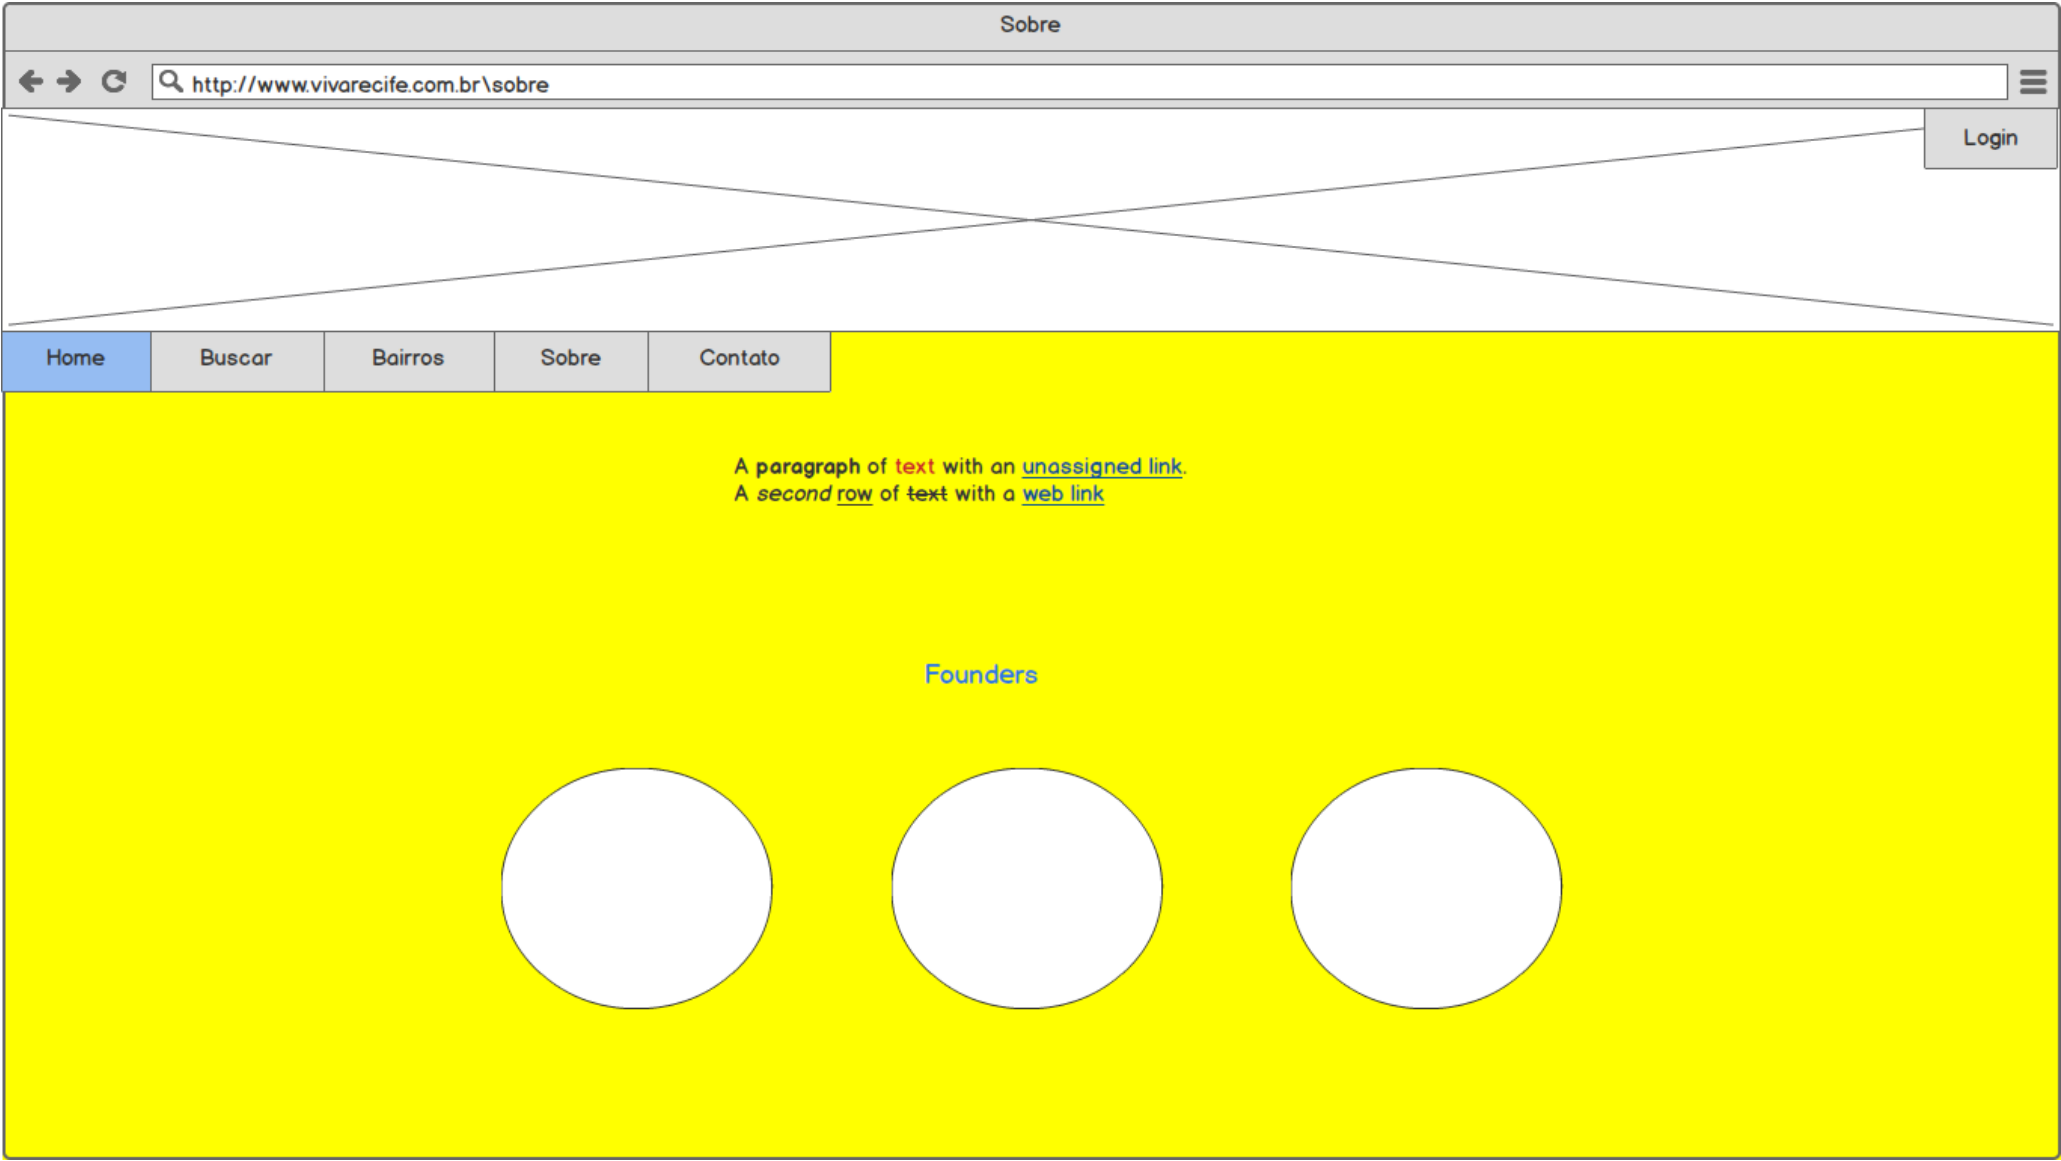 Sobre
http://www.vivarecife.com.br\sobre
Login
Home Buscar Bairros Sobre Contato
A paragraph of text with an unassigned link.
A second row of text with a web link
Founders